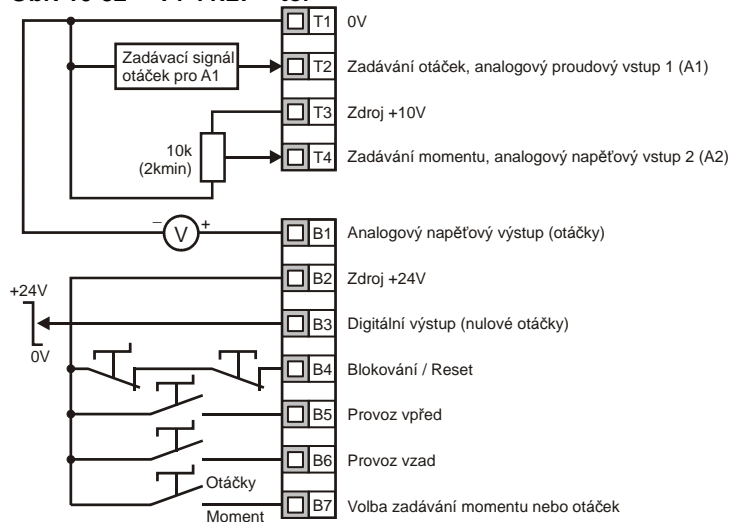 T1 0V
Zadávací signál
otáček pro A1
T2 Zadávání otáček, analogový proudový vstup 1 (A1)
T3 Zdroj +10V
10k
(2kmin)
T4 Zadávání momentu, analogový napěťový vstup 2 (A2)
− V +
B1 Analogový napěťový výstup (otáčky)
B2 Zdroj +24V
+24V
B3 Digitální výstup (nulové otáčky)
0V
B4 Blokování / Reset
B5 Provoz vpřed
B6 Provoz vzad
Otáčky
B7 Volba zadávání momentu nebo otáček
Moment